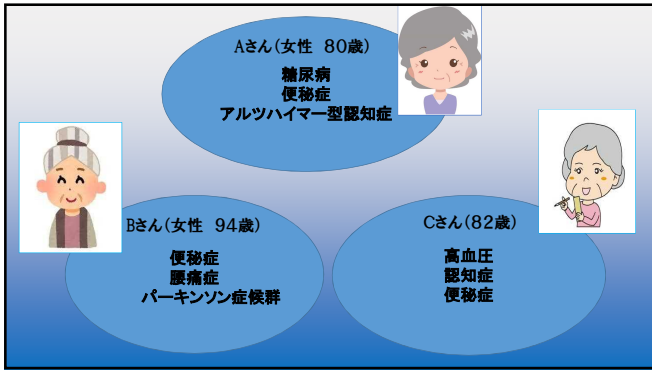 Aさん(女性 80歳)
糖尿病
便秘症
アルツハイマー型認知症
Bさん(女性 94歳)
便秘症
腰痛症
パーキンソン症候群
Cさん(82歳)
高血圧
認知症
便秘症